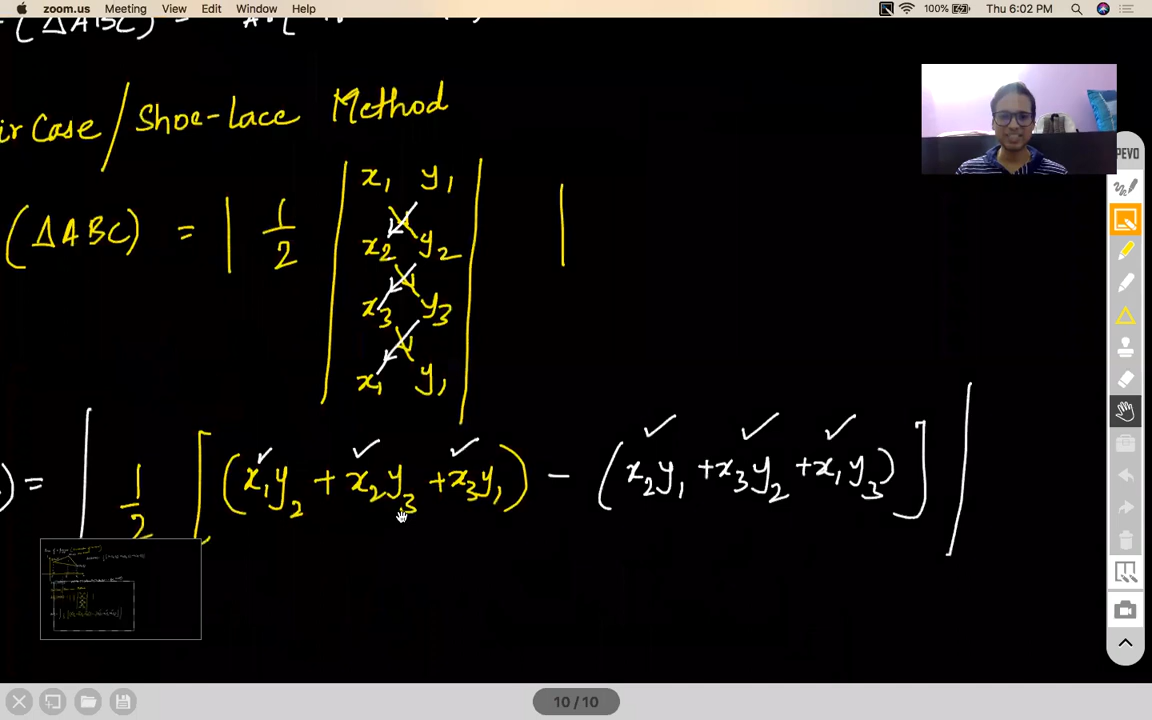 zoom.us Meeting View Edit Window Help 100% Thu 6:02 PM
(ΔABC) =
ir Case / Shoe-Lace Method
x₁ y₁
(ΔABC) = | 1/2 | x₂ y₂ | |
x₃ y₃
x₁ y₁
) = | 1/2 [(x₁y₂ + x₂y₃ + x₃y₁) - (x₂y₁ + x₃y₂ + x₁y₃)] |
PEVO
10 / 10